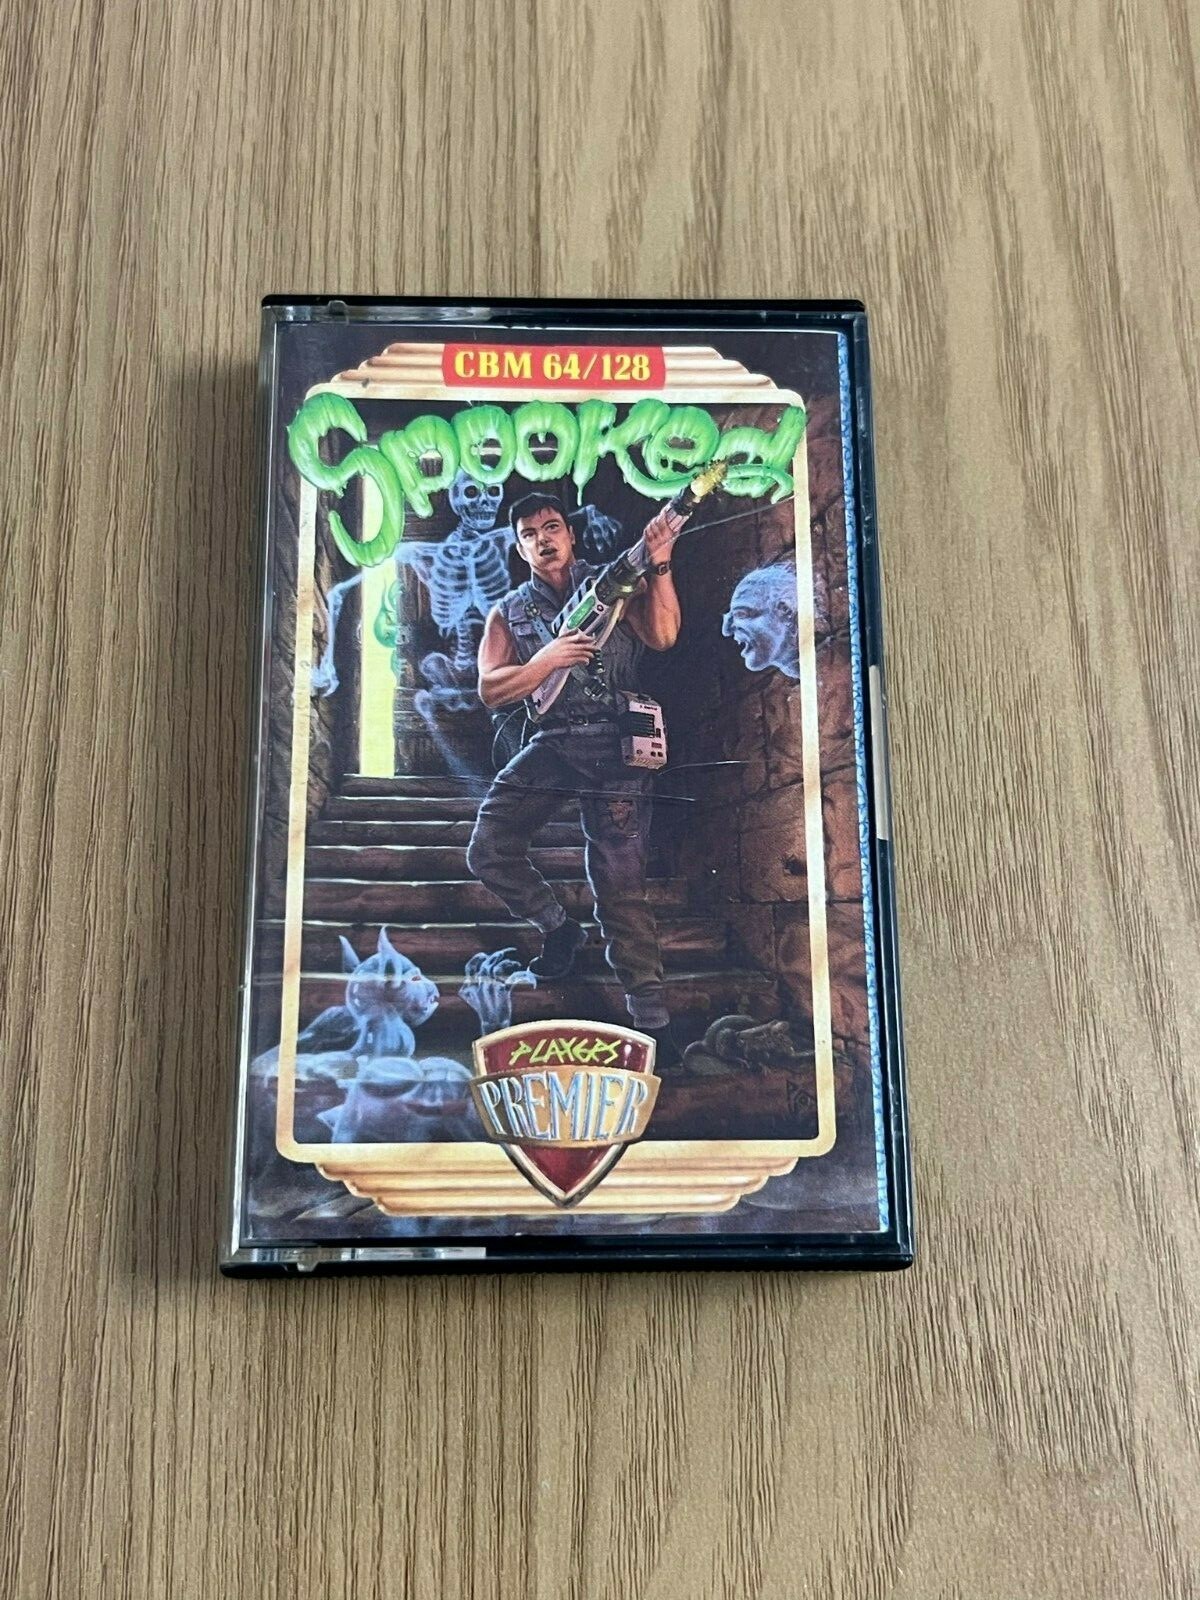 CBM 64/128
Spooked
PLAYERS
PREMIER